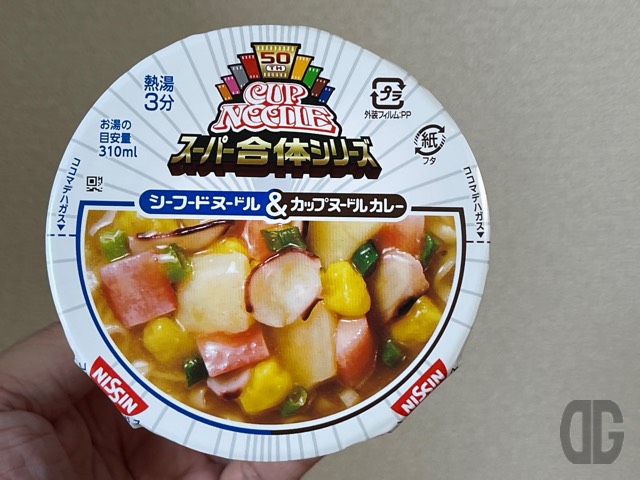 50
TH
CUP
NOODLE
スーパー合体シリーズ
熱湯
3分
お湯の
目安量
310ml
プラ
外装フィルム:PP
紙
フタ
ココマデハガス
ココマデハガス
シーフードヌードル & カップヌードルカレー
NISSIN
NISSIN
DG